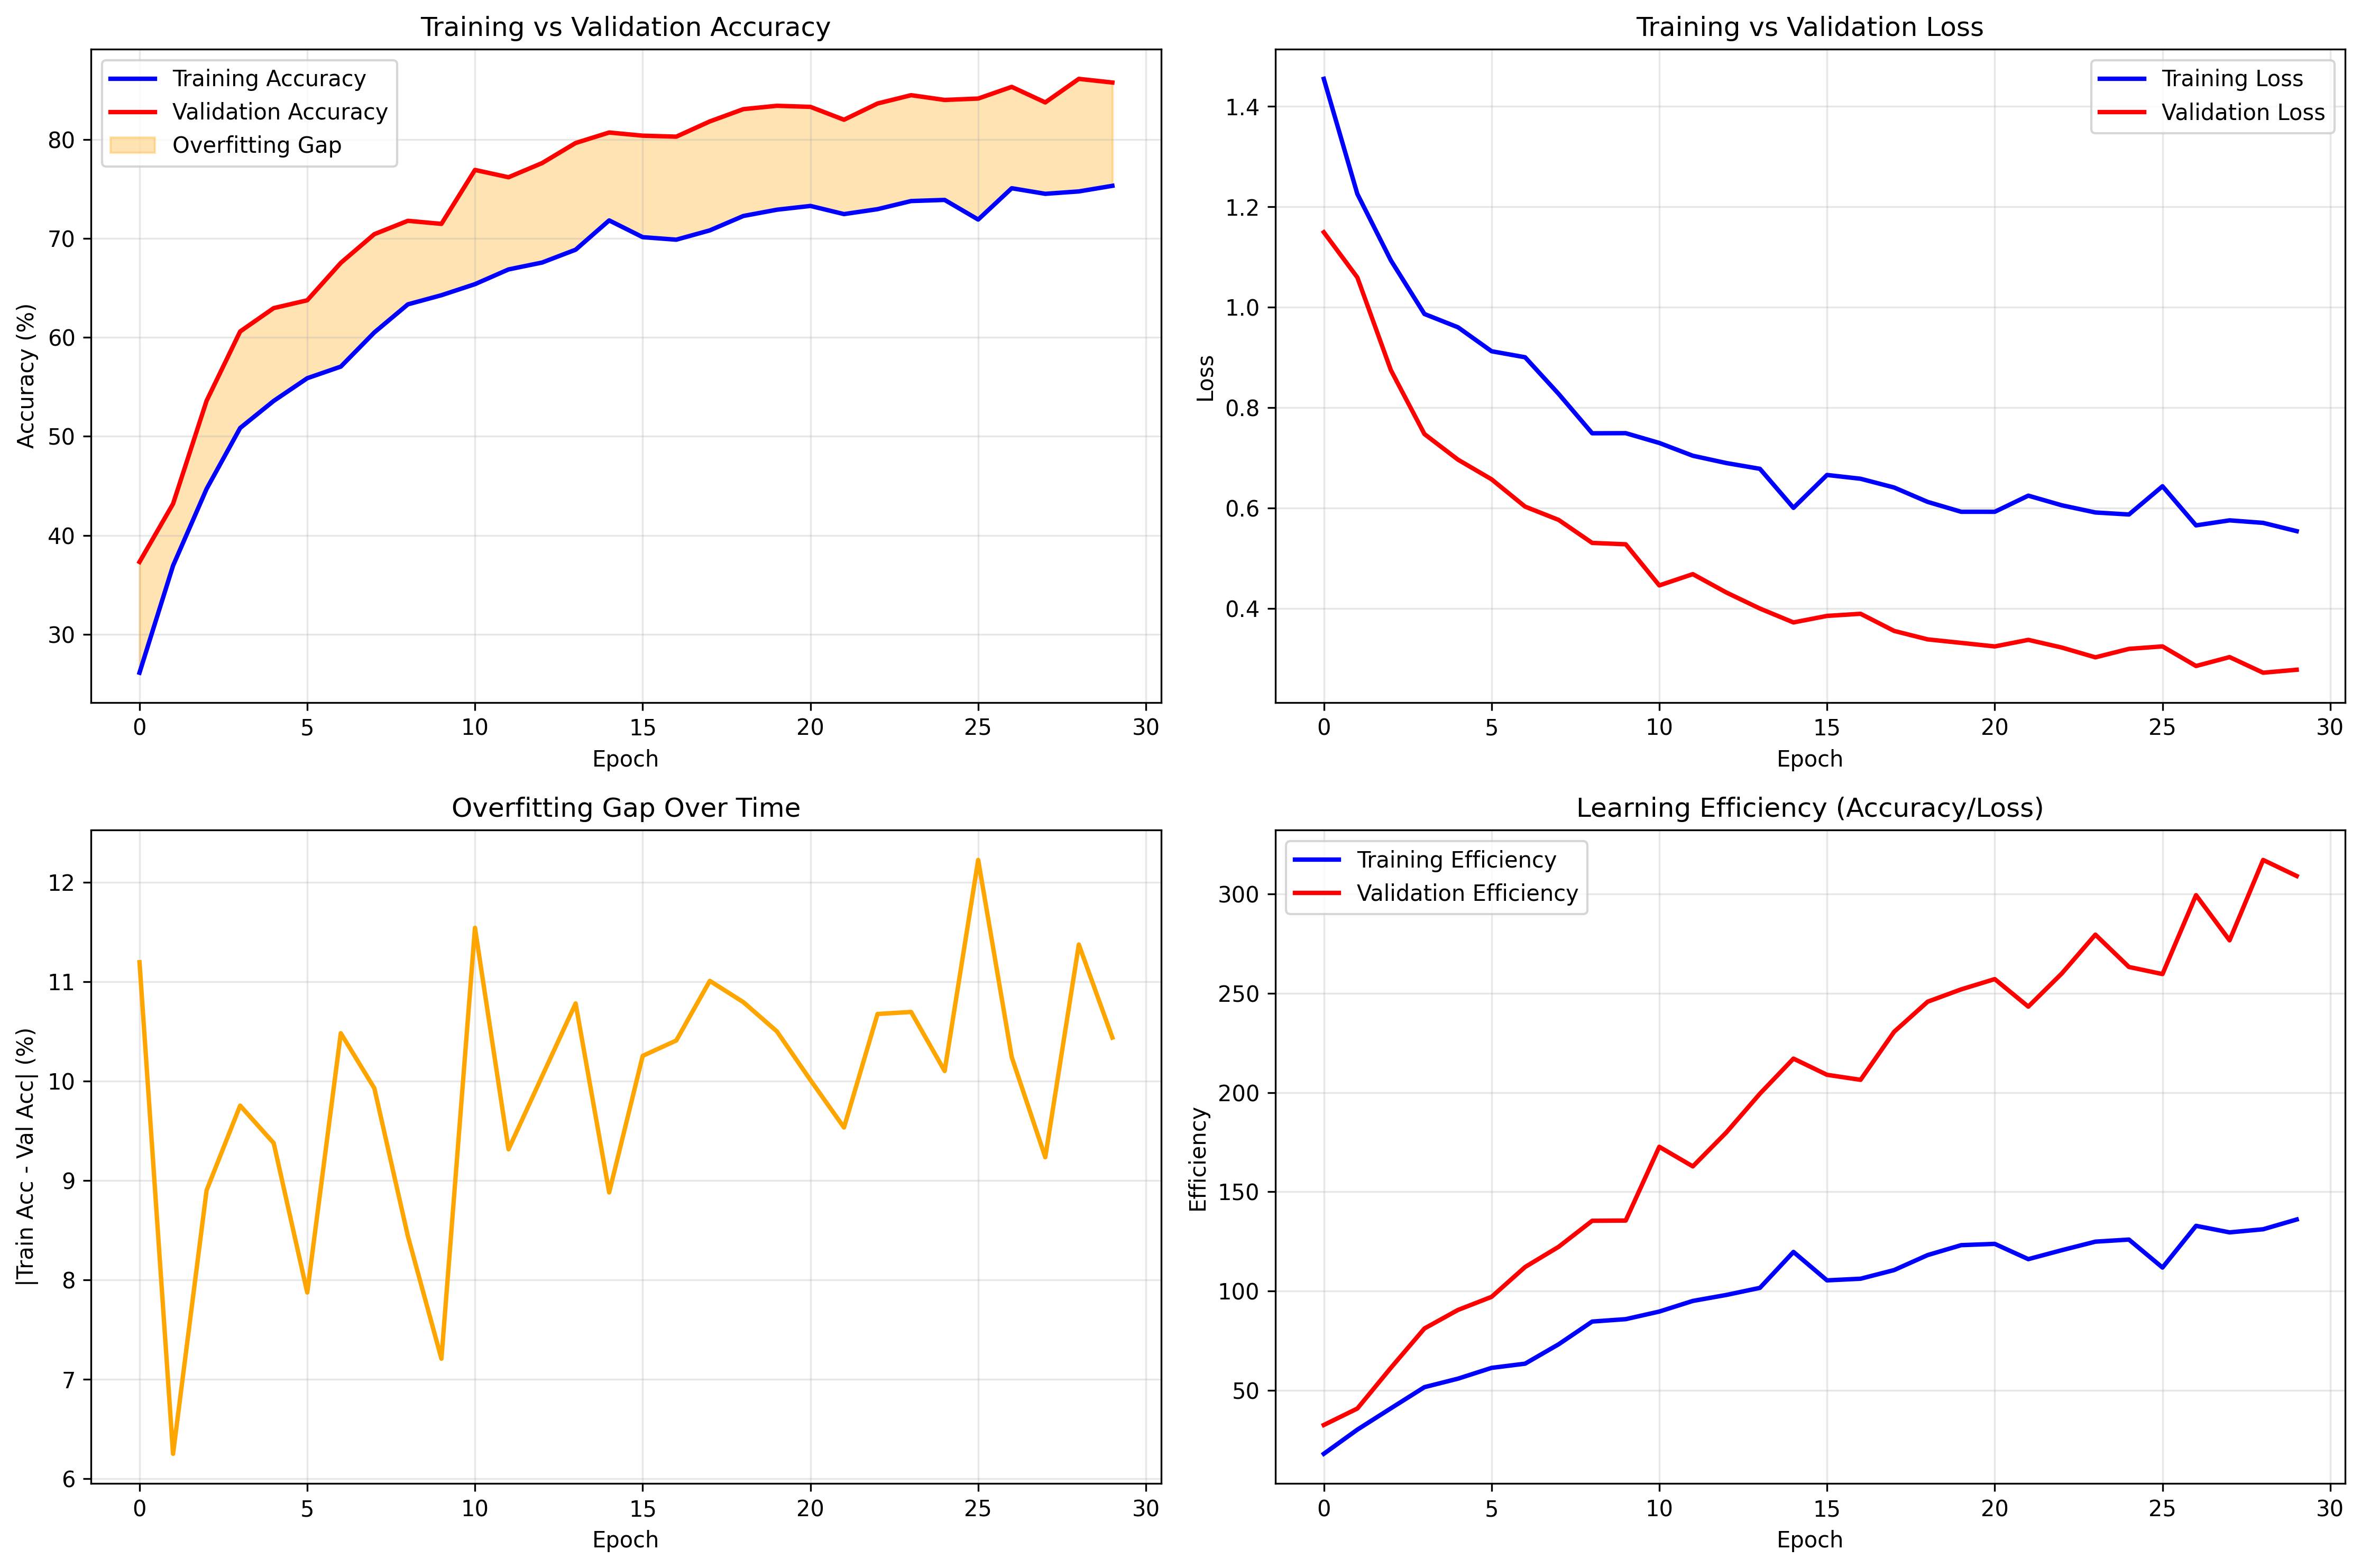 Training vs Validation Accuracy
Training Accuracy
Validation Accuracy
Overfitting Gap
80
70
60
50
40
30
Accuracy (%)
0 5 10 15 20 25 30
Epoch
Training vs Validation Loss
Training Loss
Validation Loss
1.4
1.2
1.0
0.8
0.6
0.4
Loss
0 5 10 15 20 25 30
Epoch
Overfitting Gap Over Time
12
11
10
9
8
7
6
|Train Acc - Val Acc| (%)
0 5 10 15 20 25 30
Epoch
Learning Efficiency (Accuracy/Loss)
Training Efficiency
Validation Efficiency
300
250
200
150
100
50
Efficiency
0 5 10 15 20 25 30
Epoch